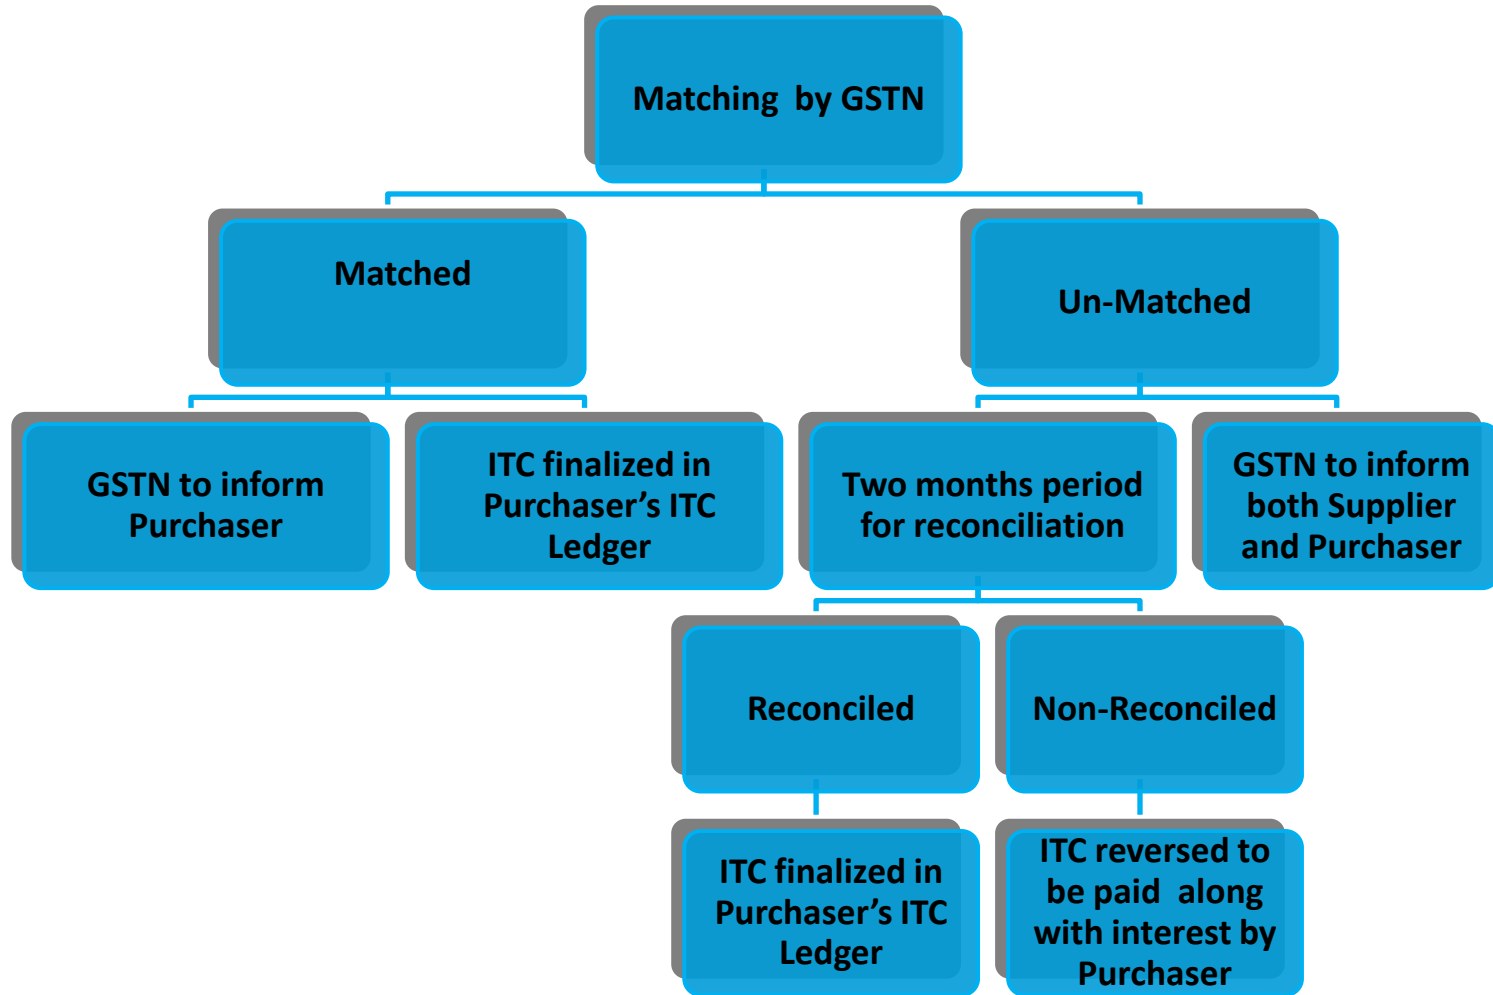 Matching by GSTN
Matched
Un-Matched
GSTN to inform
Purchaser
ITC finalized in
Purchaser’s ITC
Ledger
Two months period
for reconciliation
GSTN to inform
both Supplier
and Purchaser
Reconciled
Non-Reconciled
ITC finalized in
Purchaser’s ITC
Ledger
ITC reversed to
be paid along
with interest by
Purchaser